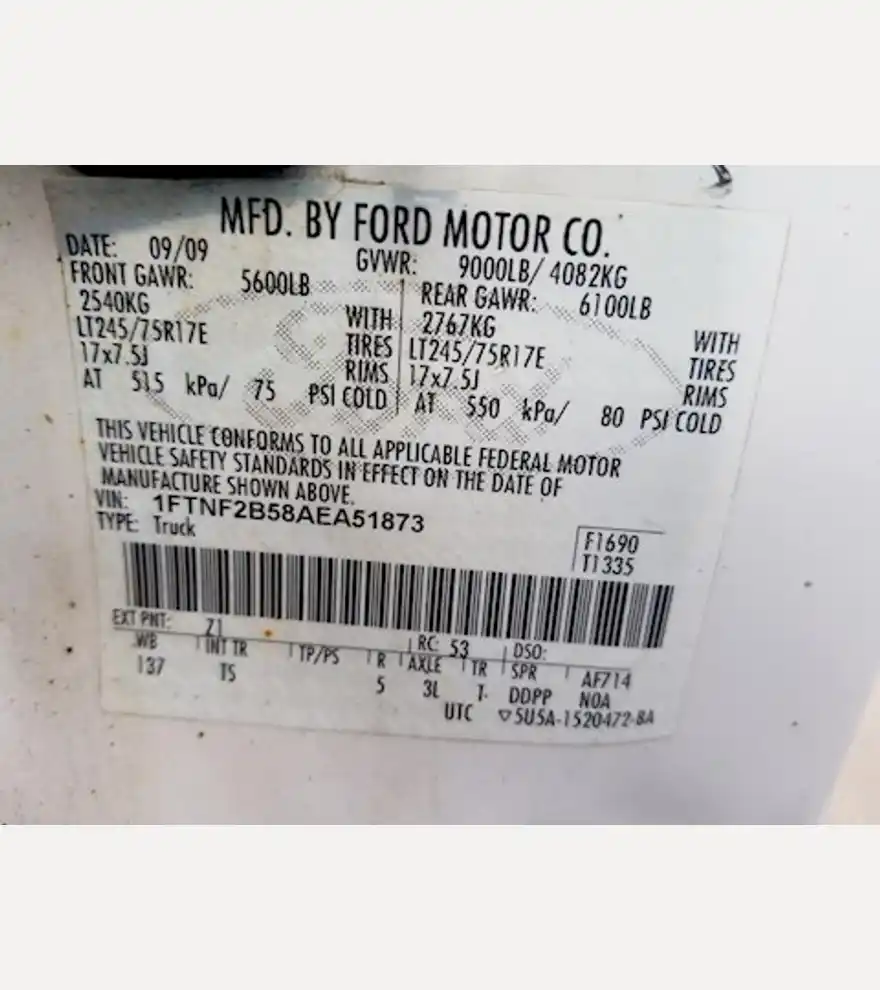 MFD. BY FORD MOTOR CO.
DATE: 09/09 GVWR: 9000LB/ 4082KG
FRONT GAWR: 5600LB REAR GAWR: 6100LB
2540KG WITH 2767KG WITH
LT245/75R17E TIRES LT245/75R17E TIRES
17x7.5J RIMS 17x7.5J RIMS
AT 515 kPa/ 75 PSI COLD AT 550 kPa/ 80 PSI COLD
THIS VEHICLE CONFORMS TO ALL APPLICABLE FEDERAL MOTOR
VEHICLE SAFETY STANDARDS IN EFFECT ON THE DATE OF
MANUFACTURE SHOWN ABOVE.
VIN: 1FTNF2B58AEA51873
TYPE: Truck
F1690
T1335
EXT PNT: Z1 RC: 53 DSO:
WB INT TR TP/PS R AXLE TR SPR AF714
137 TS 5 3L T DDPP NOA
UTC ▽5U5A-1520472-BA